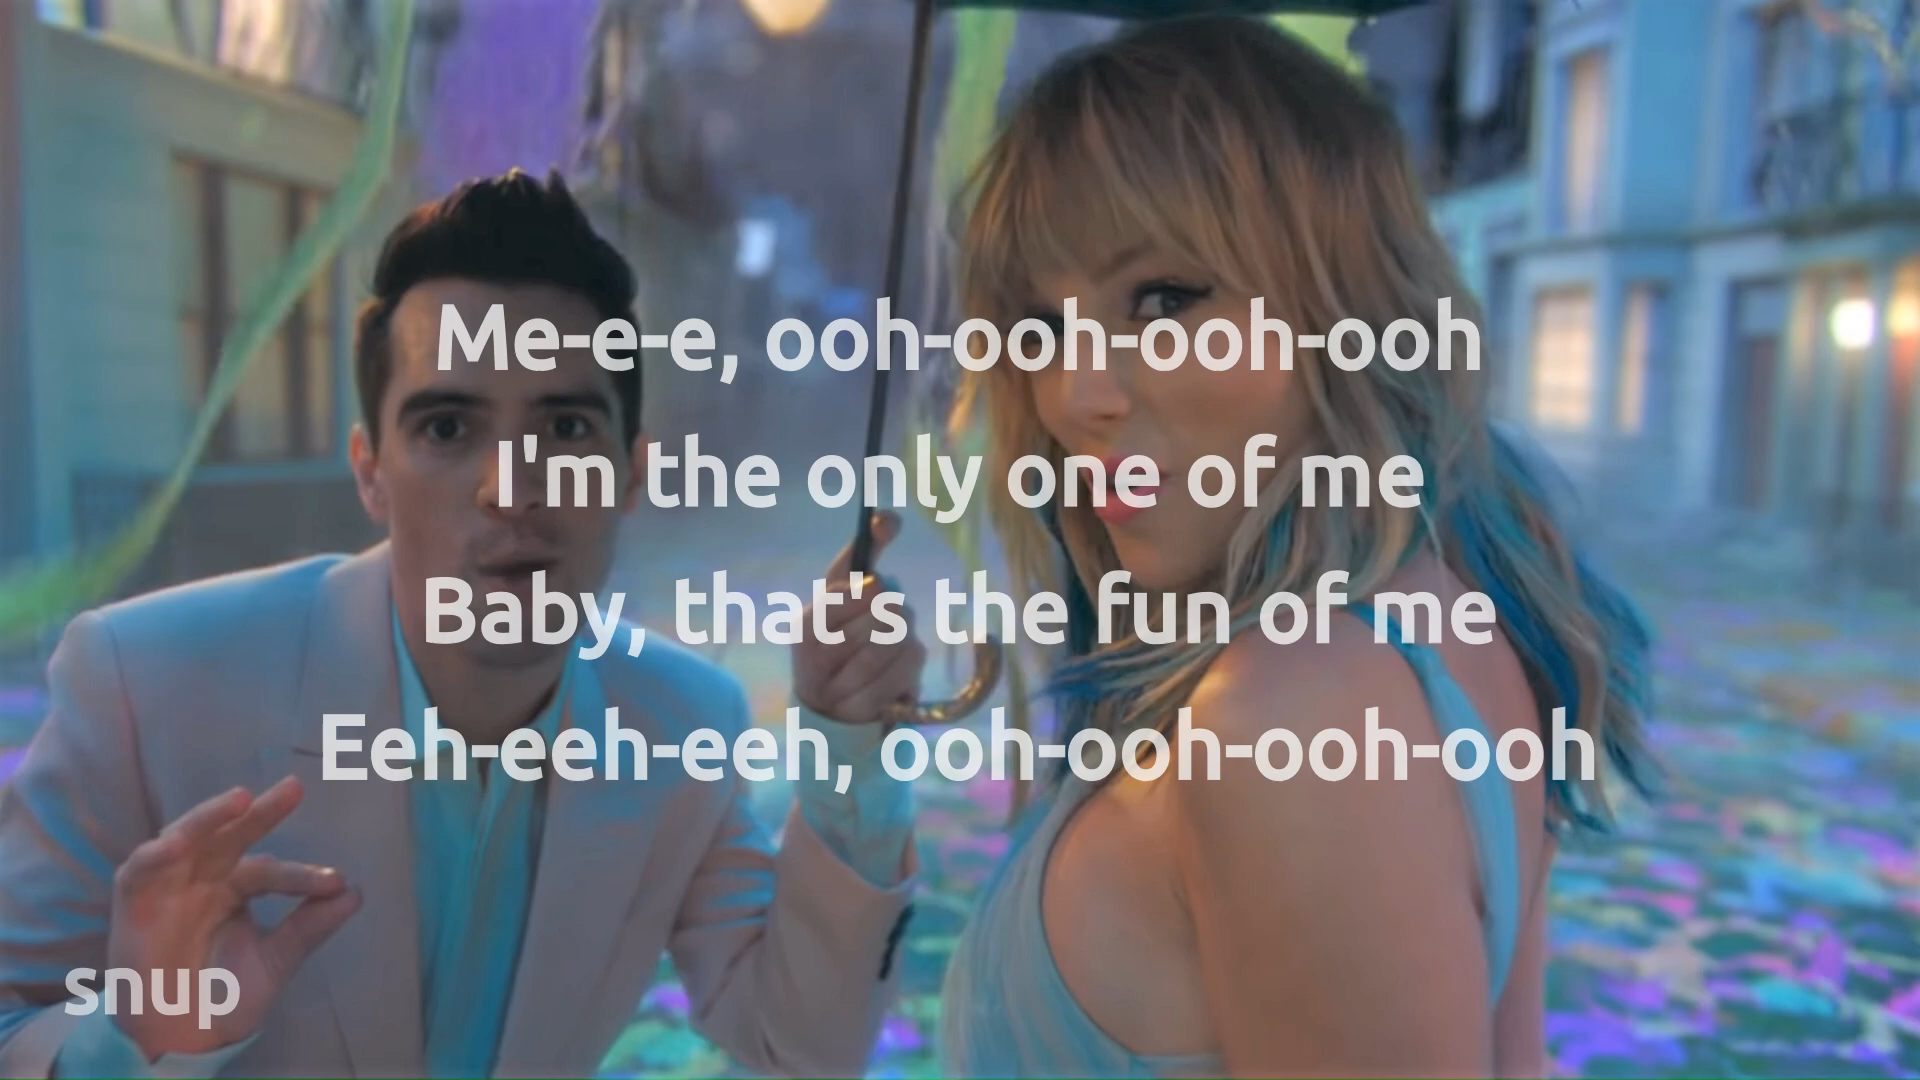 Me-e-e, ooh-ooh-ooh-ooh
I'm the only one of me
Baby, that's the fun of me
Eeh-eeh-eeh, ooh-ooh-ooh-ooh
snup